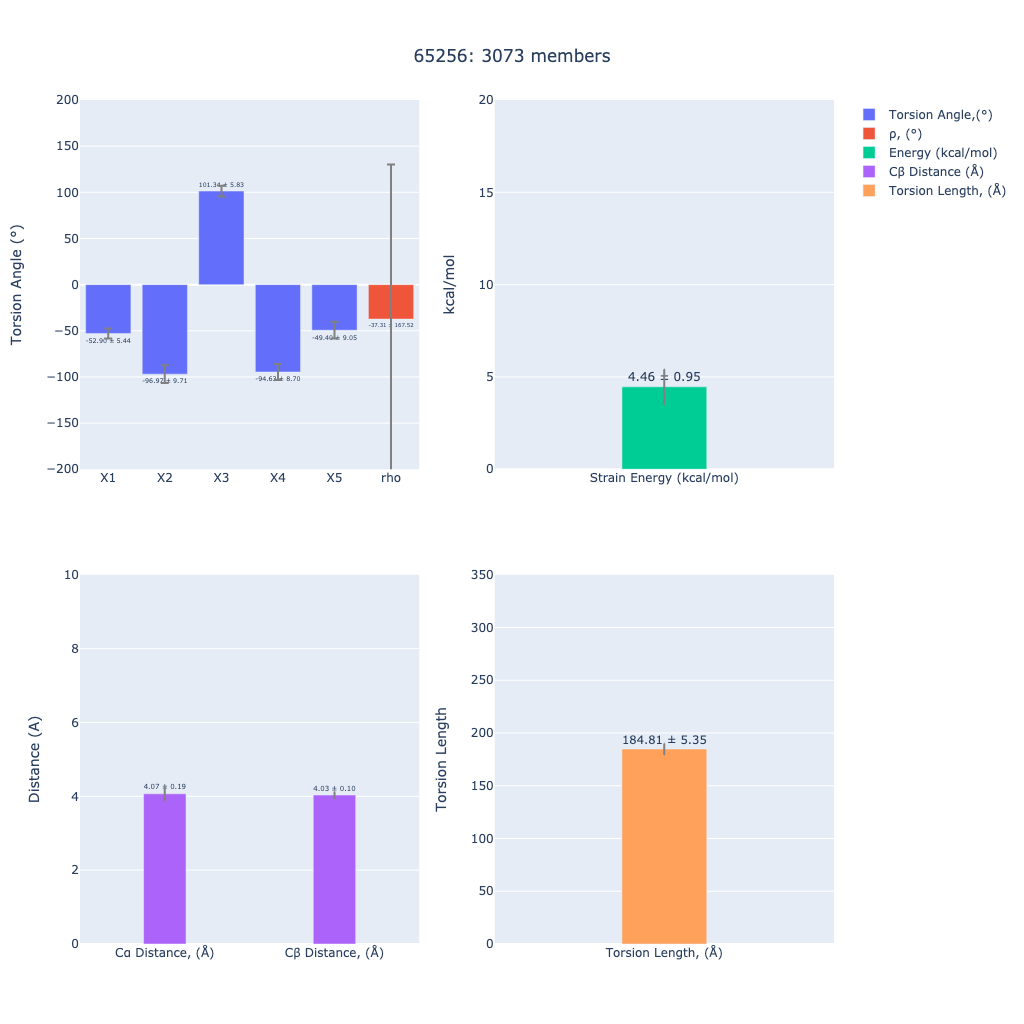 65256: 3073 members
Torsion Angle (°)
200
150
100
50
0
−50
−100
−150
−200
-52.90 ± 5.44
-96.97 ± 9.71
101.34 ± 5.83
-94.63 ± 8.70
-49.40 ± 9.05
-37.31 ± 167.52
X1 X2 X3 X4 X5 rho
kcal/mol
20
15
10
5
0
4.46 ± 0.95
Strain Energy (kcal/mol)
Torsion Angle,(°)
ρ, (°)
Energy (kcal/mol)
Cβ Distance (Å)
Torsion Length, (Å)
Distance (A)
10
8
6
4
2
0
4.07 ± 0.19
4.03 ± 0.10
Cα Distance, (Å) Cβ Distance, (Å)
Torsion Length
350
300
250
200
150
100
50
0
184.81 ± 5.35
Torsion Length, (Å)